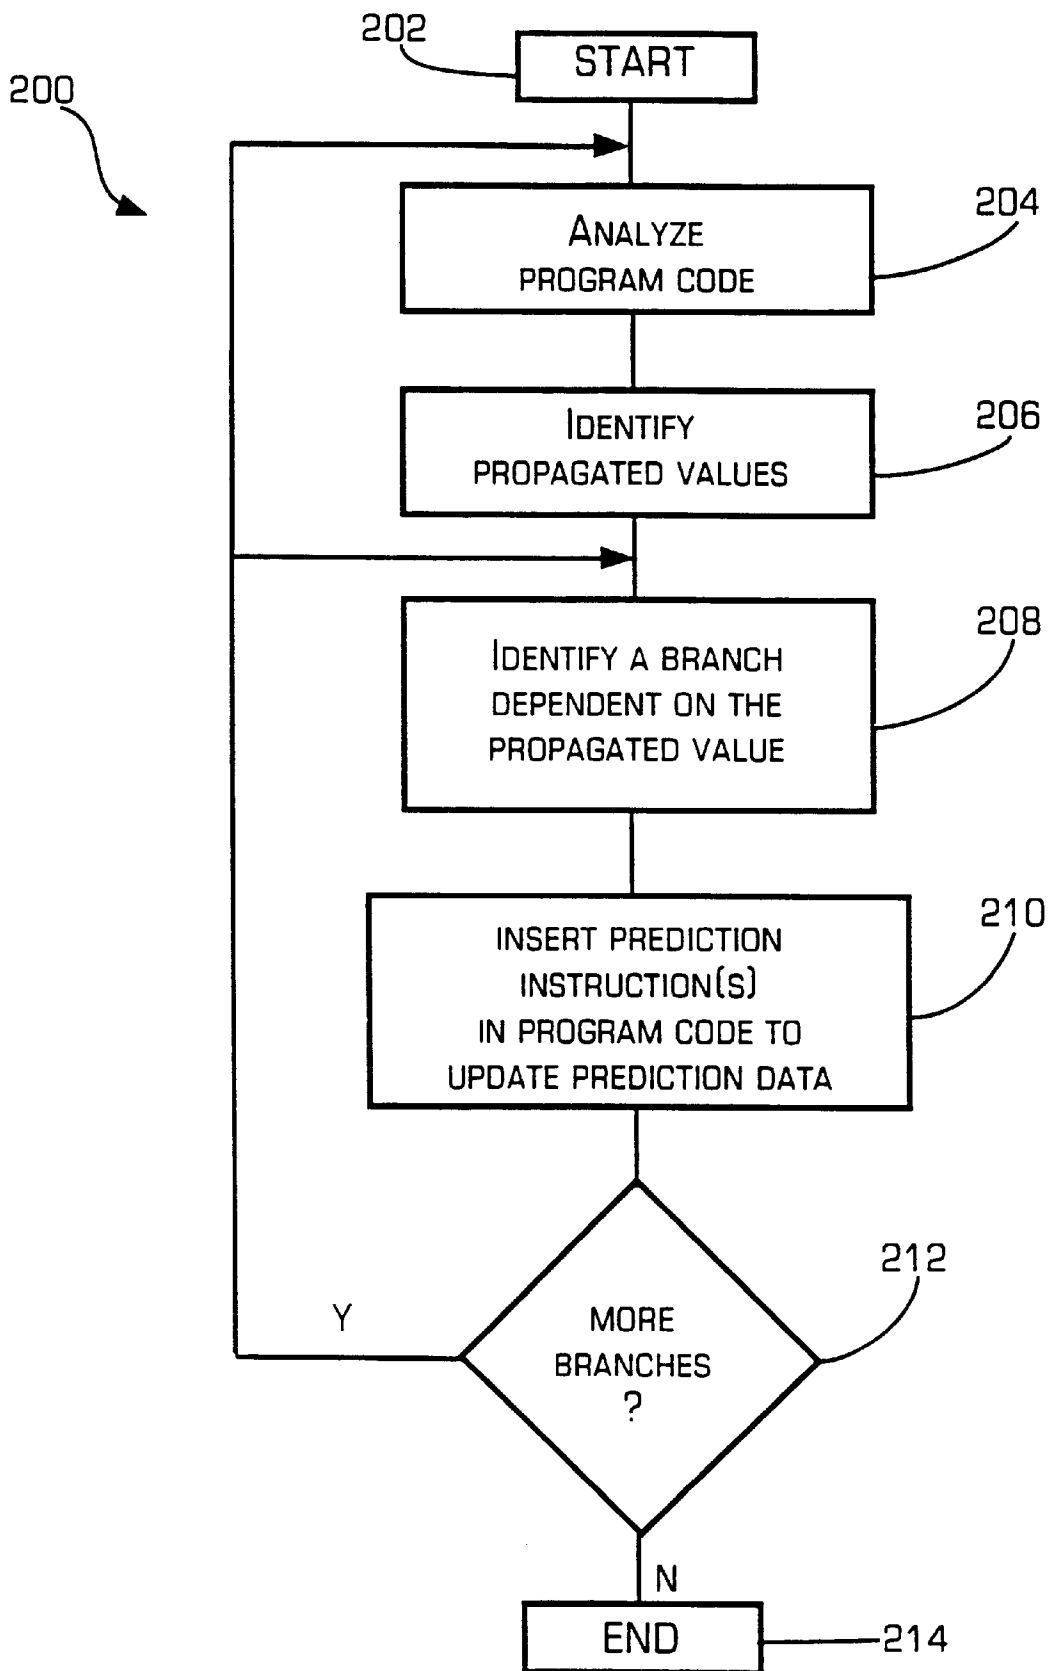 202
START
200
204
ANALYZE
PROGRAM CODE
206
IDENTIFY
PROPAGATED VALUES
208
IDENTIFY A BRANCH
DEPENDENT ON THE
PROPAGATED VALUE
210
INSERT PREDICTION
INSTRUCTION(S)
IN PROGRAM CODE TO
UPDATE PREDICTION DATA
212
MORE
BRANCHES
?
Y
N
END
214